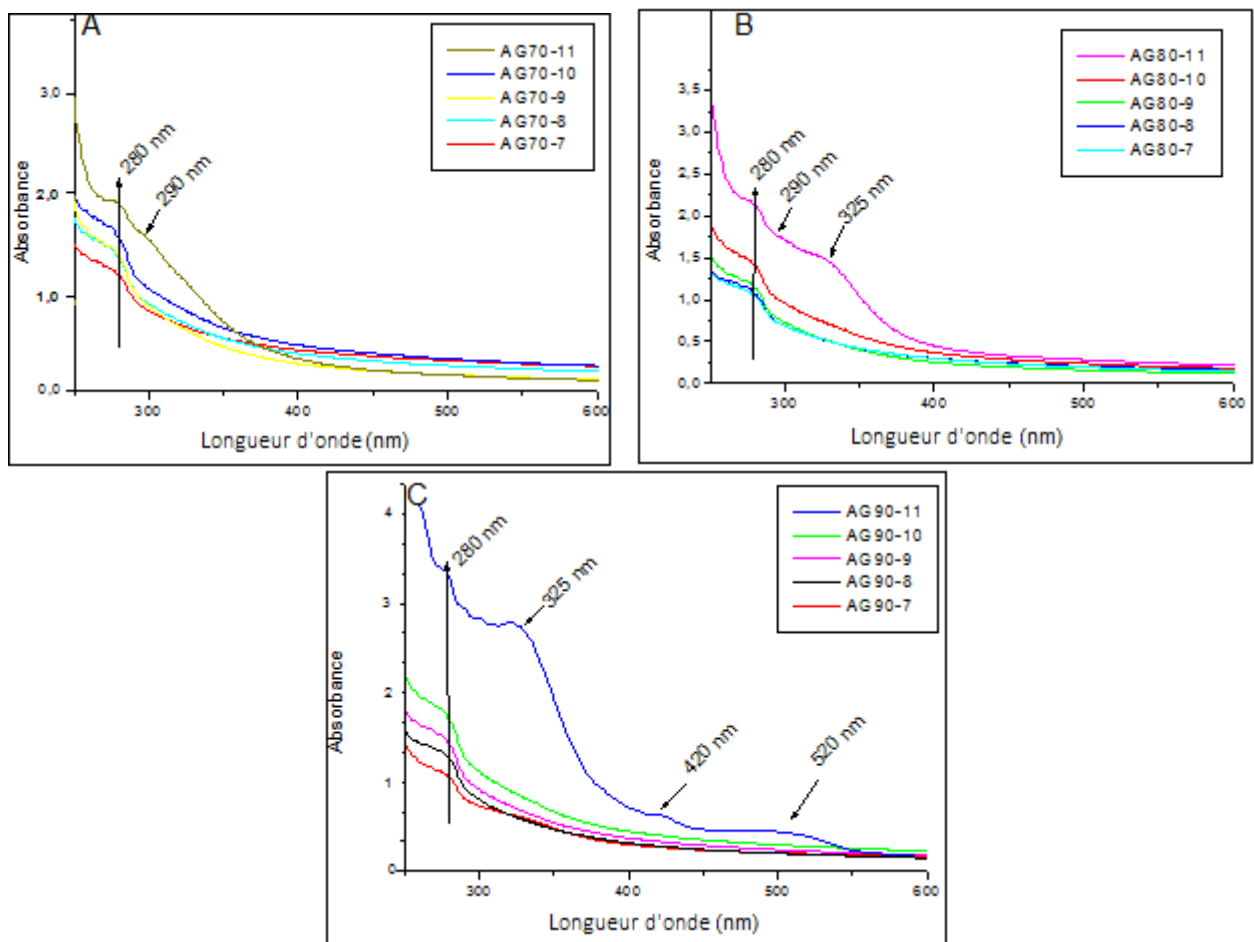 A
AG70-11
AG70-10
AG70-9
AG70-8
AG70-7
280 nm
290 nm
3,0
2,0
1,0
0,0
Absorbance
300
400
500
600
Longueur d'onde (nm)
B
AG80-11
AG80-10
AG80-9
AG80-8
AG80-7
280 nm
290 nm
325 nm
3,5
3,0
2,5
2,0
1,5
1,0
0,5
0,0
Absorbance
300
400
500
600
Longueur d'onde (nm)
C
AG90-11
AG90-10
AG90-9
AG90-8
AG90-7
280 nm
325 nm
420 nm
520 nm
4
3
2
1
0
Absorbance
300
400
500
600
Longueur d'onde (nm)